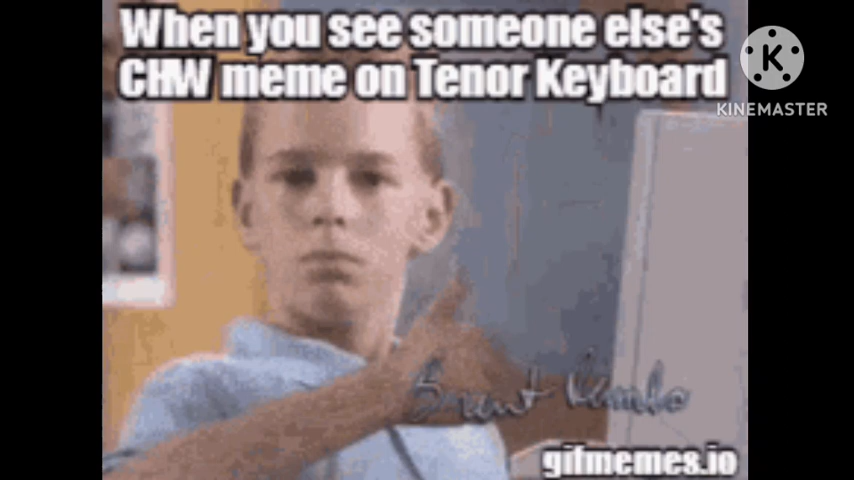 When you see someone else's
CHW meme on Tenor Keyboard
K
KINEMASTER
Brent Rambo
gifmemes.io